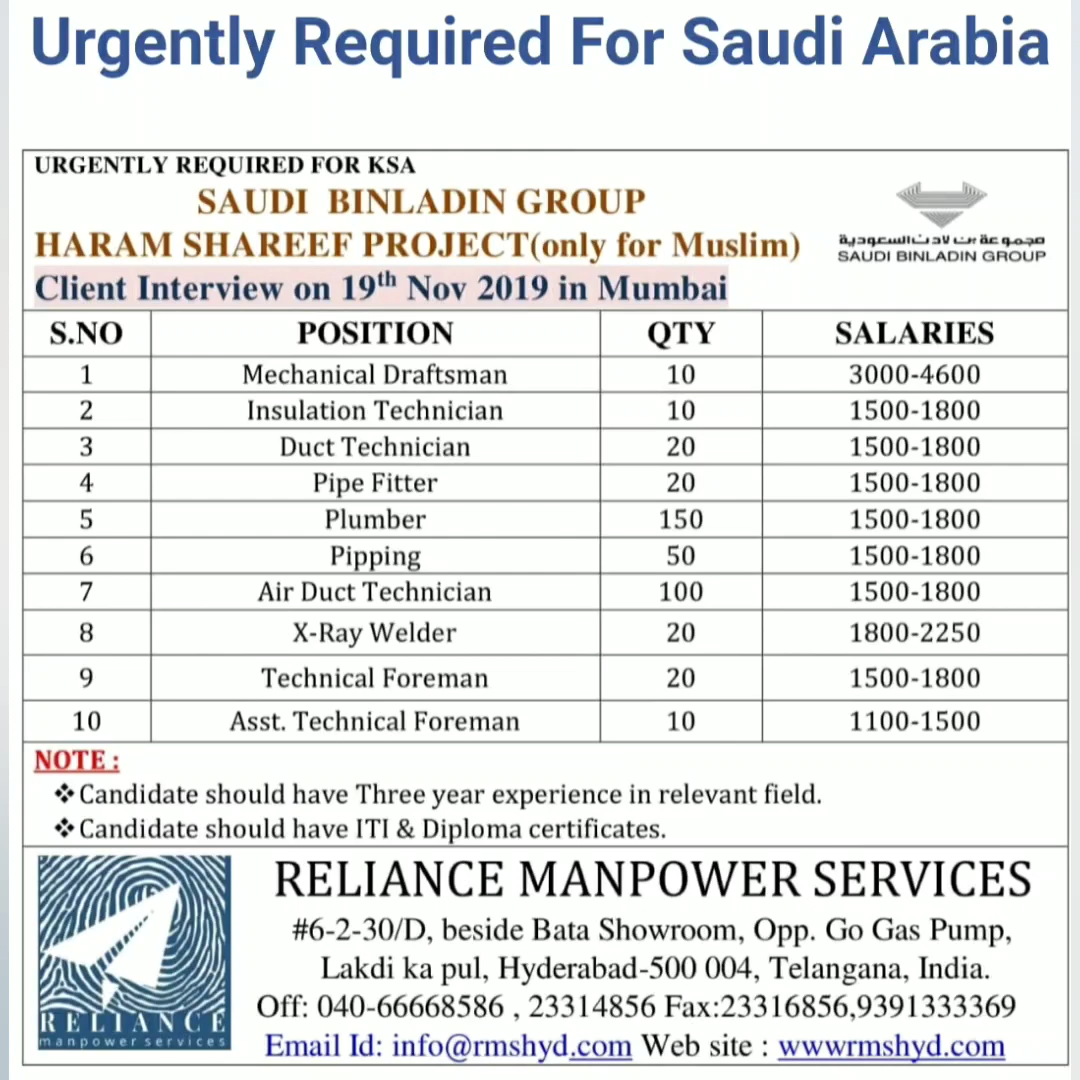 Urgently Required For Saudi Arabia
URGENTLY REQUIRED FOR KSA
SAUDI BINLADIN GROUP
HARAM SHAREEF PROJECT(only for Muslim)
Client Interview on 19th Nov 2019 in Mumbai
مجموعة بن لادن السعودية
SAUDI BINLADIN GROUP
S.NO POSITION QTY SALARIES
1 Mechanical Draftsman 10 3000-4600
2 Insulation Technician 10 1500-1800
3 Duct Technician 20 1500-1800
4 Pipe Fitter 20 1500-1800
5 Plumber 150 1500-1800
6 Pipping 50 1500-1800
7 Air Duct Technician 100 1500-1800
8 X-Ray Welder 20 1800-2250
9 Technical Foreman 20 1500-1800
10 Asst. Technical Foreman 10 1100-1500
NOTE :
❖Candidate should have Three year experience in relevant field.
❖Candidate should have ITI & Diploma certificates.
RELIANCE
manpower services
RELIANCE MANPOWER SERVICES
#6-2-30/D, beside Bata Showroom, Opp. Go Gas Pump,
Lakdi ka pul, Hyderabad-500 004, Telangana, India.
Off: 040-66668586 , 23314856 Fax:23316856,9391333369
Email Id: info@rmshyd.com Web site : wwwrmshyd.com